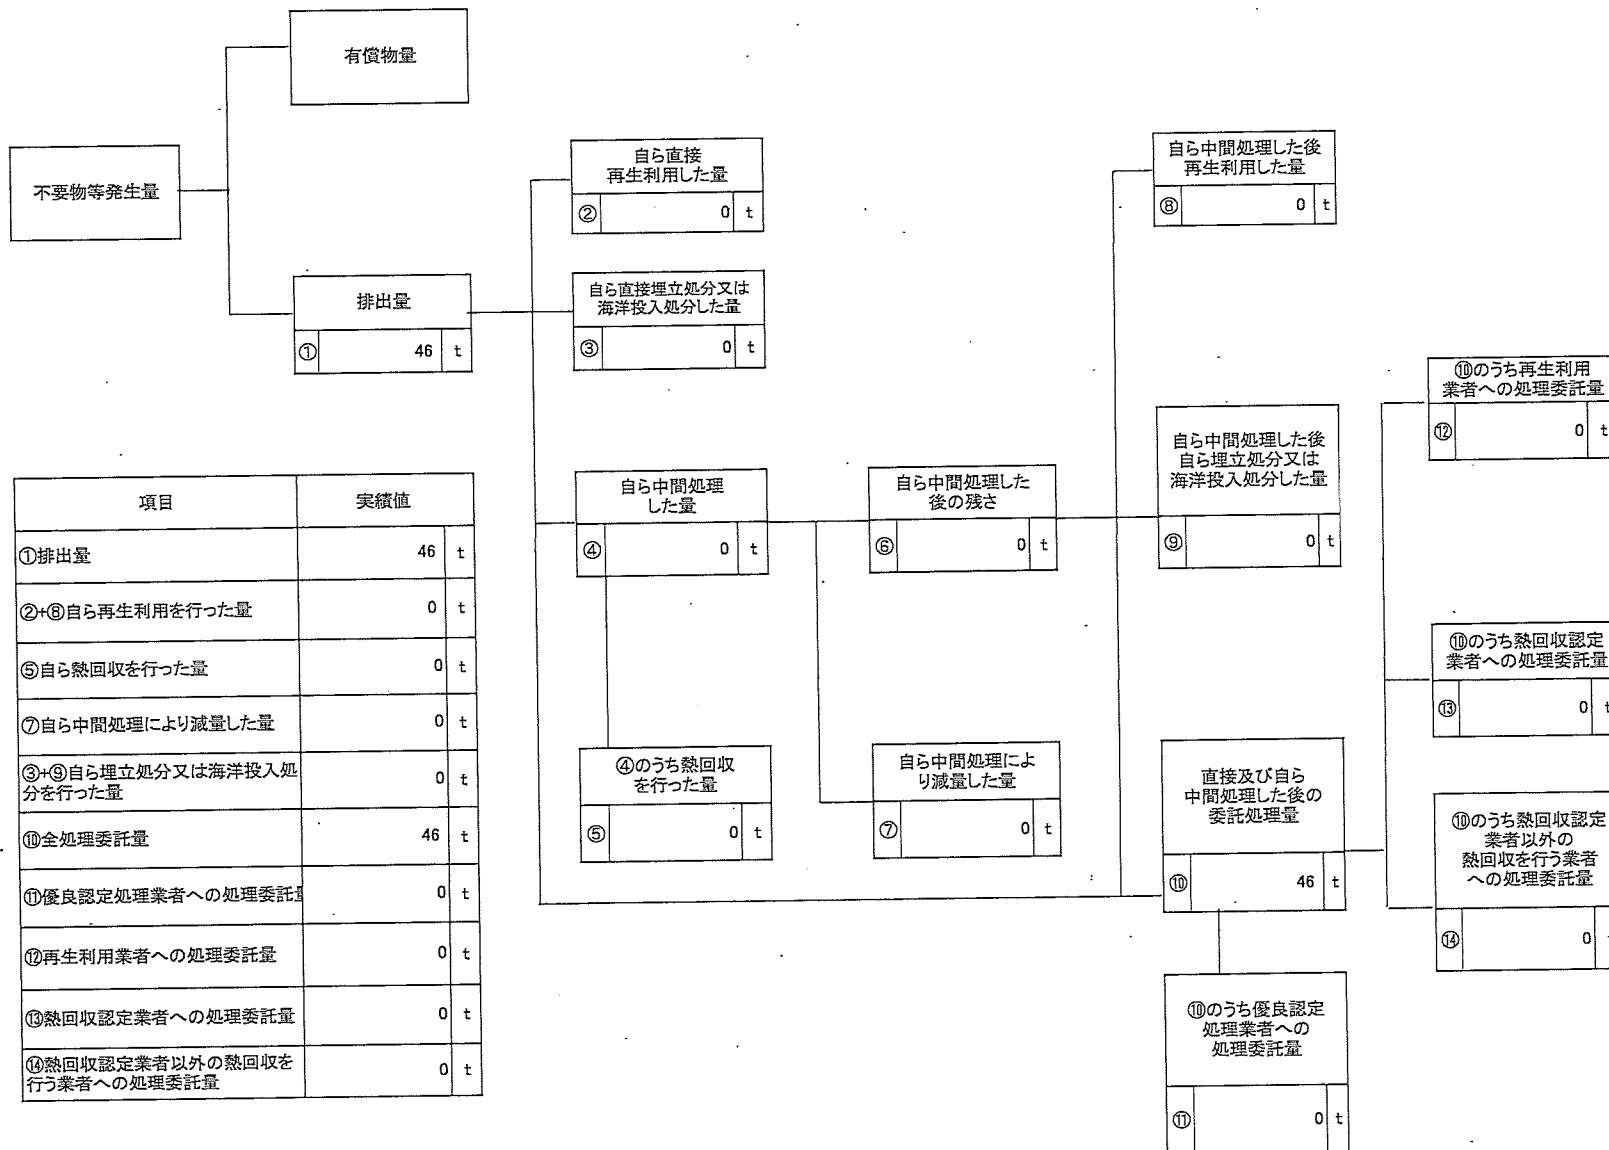 有償物量
不要物等発生量
排出量
① 46 t
自ら直接
再生利用した量
② 0 t
自ら直接埋立処分又は
海洋投入処分した量
③ 0 t
自ら中間処理
した量
④ 0 t
④のうち熱回収
を行った量
⑤ 0 t
自ら中間処理した
後の残さ
⑥ 0 t
自ら中間処理によ
り減量した量
⑦ 0 t
自ら中間処理した後
再生利用した量
⑧ 0 t
自ら中間処理した後
自ら埋立処分又は
海洋投入処分した量
⑨ 0 t
直接及び自ら
中間処理した後の
委託処理量
⑩ 46 t
⑩のうち優良認定
処理業者への
処理委託量
⑪ 0 t
⑩のうち再生利用
業者への処理委託量
⑫ 0 t
⑩のうち熱回収認定
業者への処理委託量
⑬ 0 t
⑩のうち熱回収認定
業者以外の
熱回収を行う業者
への処理委託量
⑭ 0
項目 実績値
①排出量 46 t
②+⑧自ら再生利用を行った量 0 t
⑤自ら熱回収を行った量 0 t
⑦自ら中間処理により減量した量 0 t
③+⑨自ら埋立処分又は海洋投入処
分を行った量 0 t
⑩全処理委託量 46 t
⑪優良認定処理業者への処理委託量 0 t
⑫再生利用業者への処理委託量 0 t
⑬熱回収認定業者への処理委託量 0 t
⑭熱回収認定業者以外の熱回収を
行う業者への処理委託量 0 t